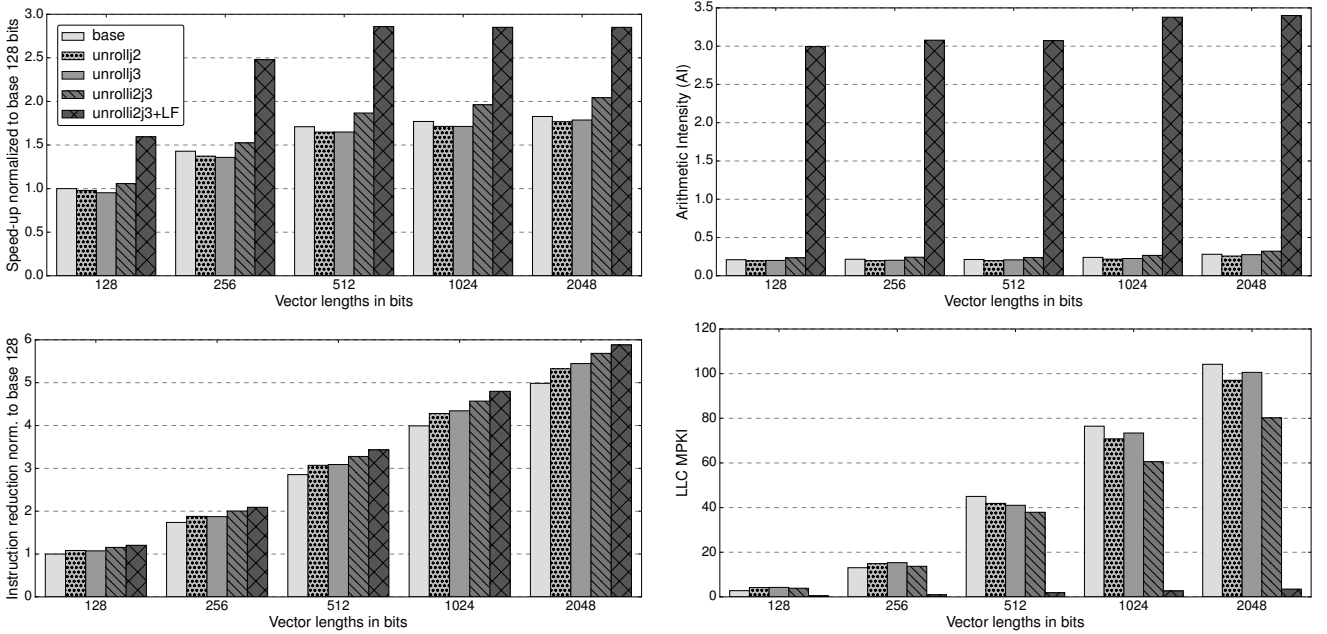 Speed-up normalized to base 128 bits
3.0
2.5
2.0
1.5
1.0
0.5
0.0
base
unrollj2
unrollj3
unrolli2j3
unrolli2j3+LF
128 256 512 1024 2048
Vector lengths in bits
Arithmetic Intensity (AI)
3.5
3.0
2.5
2.0
1.5
1.0
0.5
0.0
128 256 512 1024 2048
Vector lengths in bits
Instruction reduction norm. to base 128
6
5
4
3
2
1
0
128 256 512 1024 2048
Vector lengths in bits
LLC MPKI
120
100
80
60
40
20
0
128 256 512 1024 2048
Vector lengths in bits